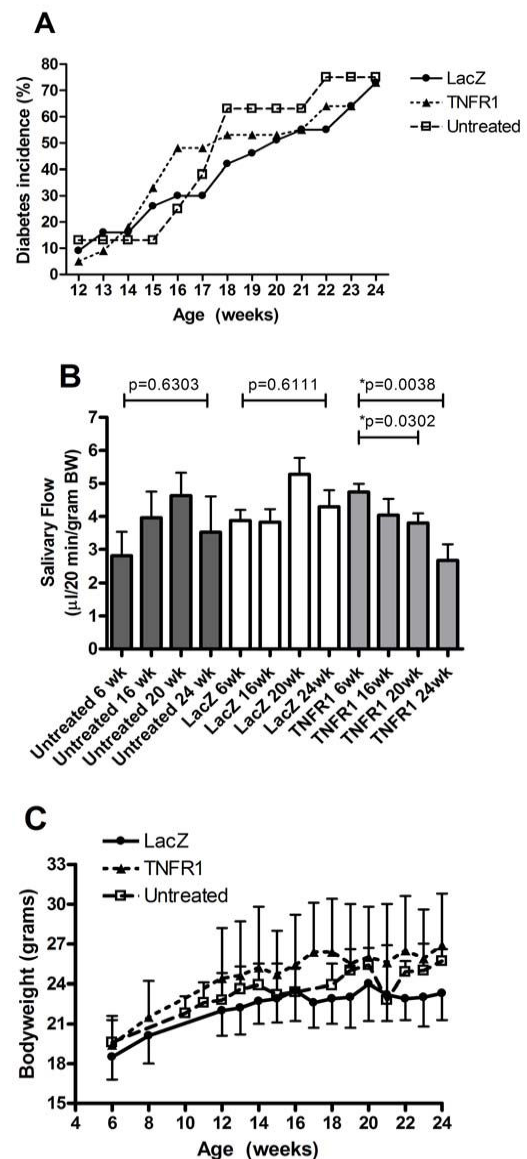 A
Diabetes incidence (%)
80
70
60
50
40
30
20
10
0
12 13 14 15 16 17 18 19 20 21 22 23 24
Age (weeks)
LacZ
TNFR1
Untreated
B
p=0.6303
p=0.6111
*p=0.0038
*p=0.0302
Salivary Flow
(µl/20 min/gram BW)
7
6
5
4
3
2
1
0
Untreated 6 wk
Untreated 16 wk
Untreated 20 wk
Untreated 24 wk
LacZ 6wk
LacZ 16wk
LacZ 20wk
LacZ 24wk
TNFR1 6wk
TNFR1 16wk
TNFR1 20wk
TNFR1 24wk
C
LacZ
TNFR1
Untreated
Bodyweight (grams)
33
30
27
24
21
18
15
4 6 8 10 12 14 16 18 20 22 24
Age (weeks)